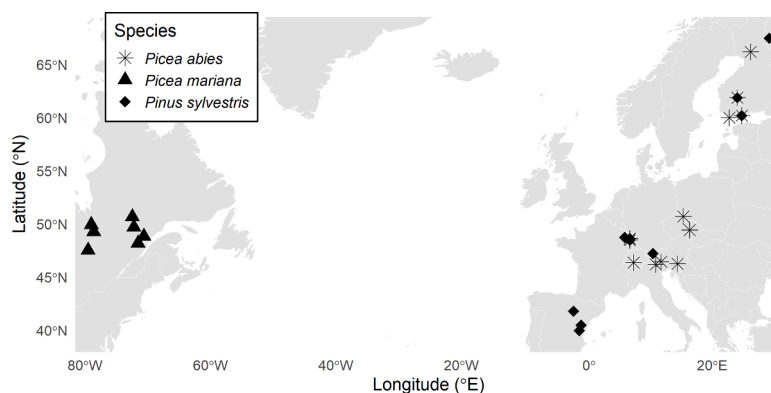 Species
Picea abies
Picea mariana
Pinus sylvestris
65°N
60°N
55°N
50°N
45°N
40°N
Latitude (°N)
80°W 60°W 40°W 20°W 0° 20°E
Longitude (°E)